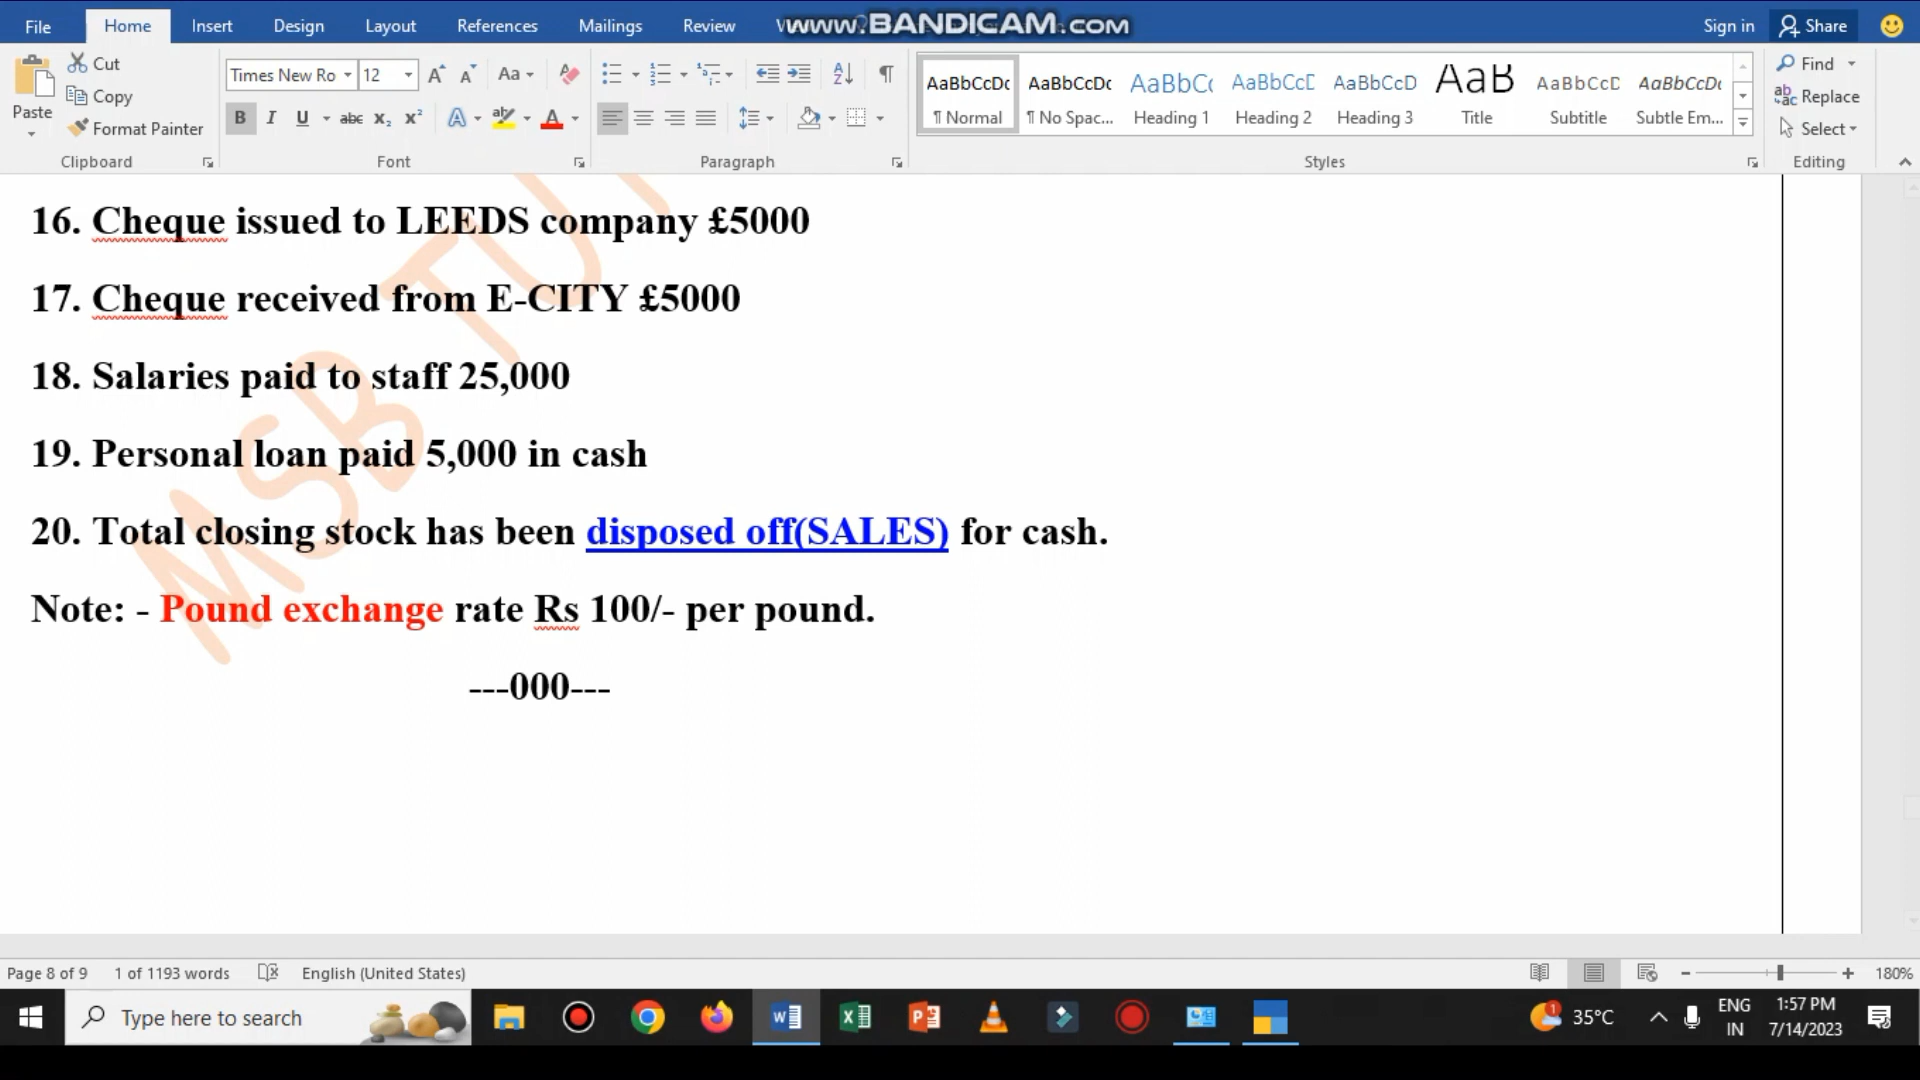 File Home Insert Design Layout References Mailings Review www.BANDICAM.com Sign in Share
Paste Cut Copy Format Painter Clipboard
Times New Ro 12 Aa Font
Paragraph
AaBbCcDc AaBbCcDc AaBbC AaBbCcD AaBbCcD AaB AaBbCcD AaBbCcDc
¶ Normal ¶ No Spac... Heading 1 Heading 2 Heading 3 Title Subtitle Subtle Em...
Styles
Find Replace Select Editing
MSB TU
16. Cheque issued to LEEDS company £5000
17. Cheque received from E-CITY £5000
18. Salaries paid to staff 25,000
19. Personal loan paid 5,000 in cash
20. Total closing stock has been disposed off(SALES) for cash.
Note: - Pound exchange rate Rs 100/- per pound.
---000---
Page 8 of 9 1 of 1193 words English (United States) 180%
Type here to search 35°C ENG IN 1:57 PM 7/14/2023